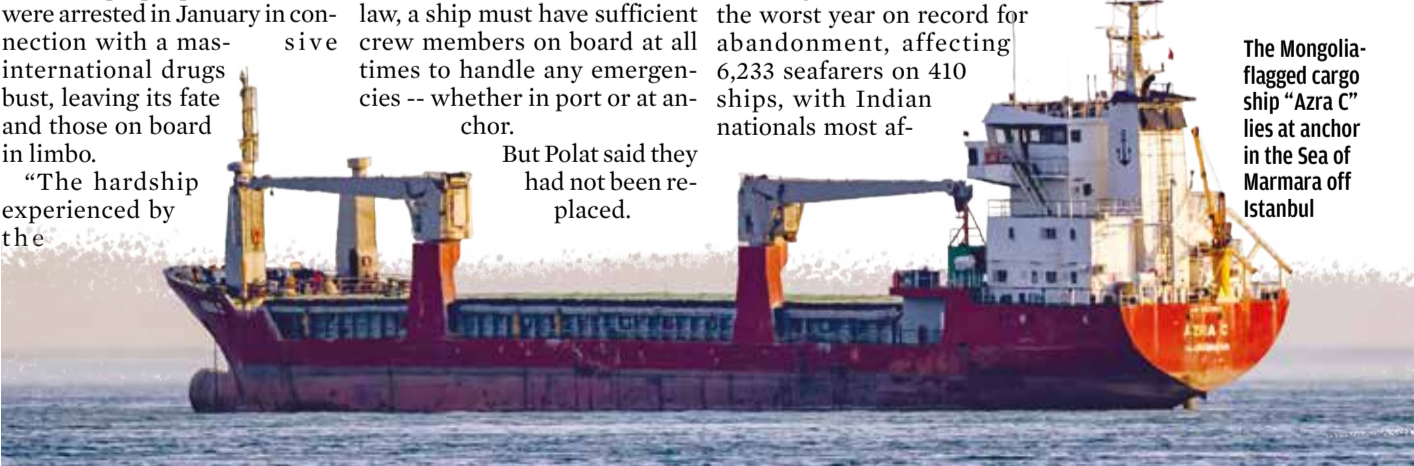 were arrested in January in con-
nection with a mas- sive
international drugs
bust, leaving its fate
and those on board
in limbo.
“The hardship
experienced by
the
law, a ship must have sufficient
crew members on board at all
times to handle any emergen-
cies -- whether in port or at an-
chor.
But Polat said they
had not been re-
placed.
the worst year on record for
abandonment, affecting
6,233 seafarers on 410
ships, with Indian
nationals most af-
The Mongolia-
flagged cargo
ship “Azra C”
lies at anchor
in the Sea of
Marmara off
Istanbul
AZRA C